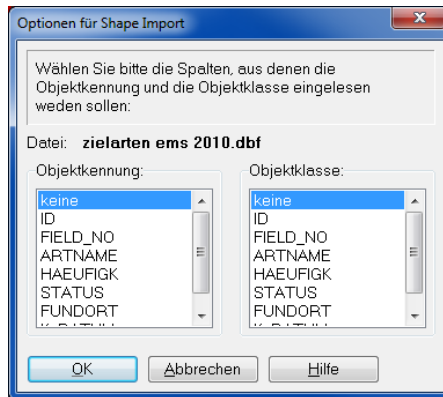 Optionen für Shape Import
Wählen Sie bitte die Spalten, aus denen die
Objektkennung und die Objektklasse eingelesen
weden sollen:
Datei: zielarten ems 2010.dbf
Objektkennung:
keine
ID
FIELD_NO
ARTNAME
HAEUFIGK
STATUS
FUNDORT
Objektklasse:
keine
ID
FIELD_NO
ARTNAME
HAEUFIGK
STATUS
FUNDORT
OK
Abbrechen
Hilfe